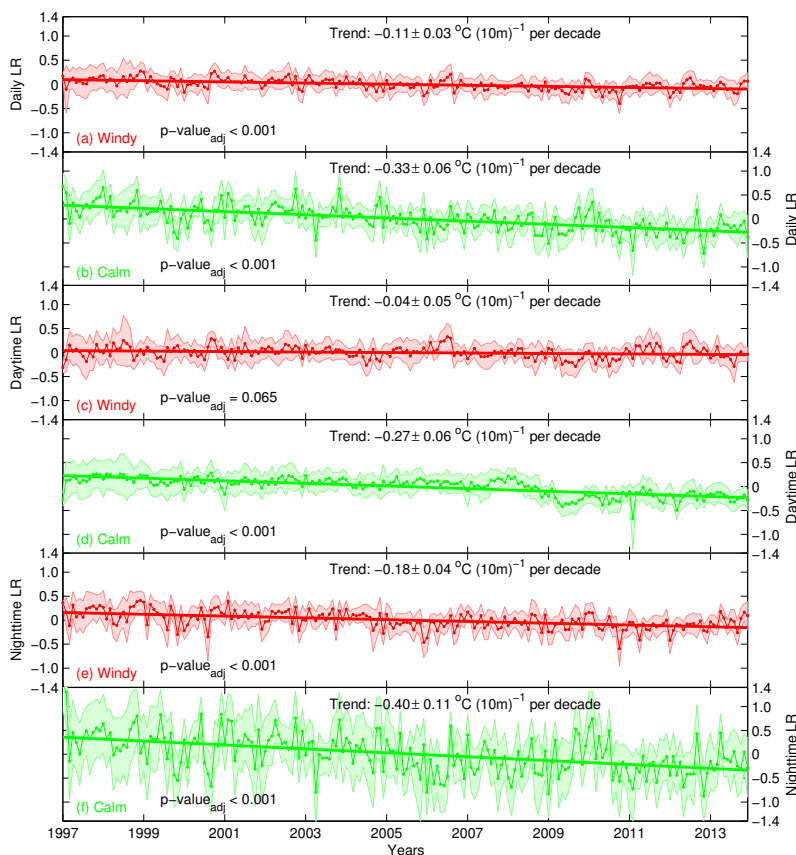 1.4
1.0
0.5
0
−0.5
−1.0
−1.4
Daily LR
Trend: −0.11± 0.03 °C (10m)⁻¹ per decade
(a) Windy
p−value_adj < 0.001
1.4
1.0
0.5
0
−0.5
−1.0
−1.4
Daily LR
Trend: −0.33± 0.06 °C (10m)⁻¹ per decade
(b) Calm
p−value_adj < 0.001
1.4
1.0
0.5
0
−0.5
−1.0
−1.4
Daytime LR
Trend: −0.04± 0.05 °C (10m)⁻¹ per decade
(c) Windy
p−value_adj = 0.065
1.4
1.0
0.5
0
−0.5
−1.0
−1.4
Daytime LR
Trend: −0.27± 0.06 °C (10m)⁻¹ per decade
(d) Calm
p−value_adj < 0.001
1.4
1.0
0.5
0
−0.5
−1.0
−1.4
Nighttime LR
Trend: −0.18± 0.04 °C (10m)⁻¹ per decade
(e) Windy
p−value_adj < 0.001
1.4
1.0
0.5
0
−0.5
−1.0
−1.4
Nighttime LR
Trend: −0.40± 0.11 °C (10m)⁻¹ per decade
(f) Calm
p−value_adj < 0.001
1997 1999 2001 2003 2005 2007 2009 2011 2013
Years